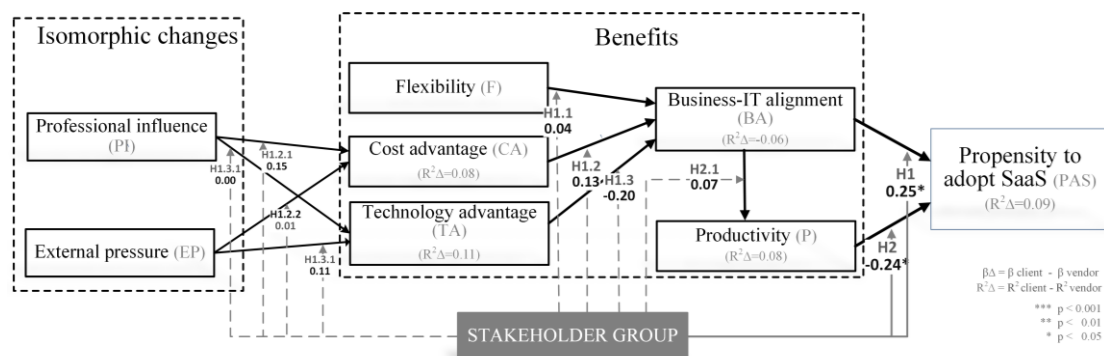 Isomorphic changes
Benefits
Flexibility (F)
H1.1
0.04
Business-IT alignment
(BA)
(R²Δ=-0.06)
Professional influence
(PI)
H1.3.1
0.00
H1.2.1
0.15
Cost advantage (CA)
(R²Δ=0.08)
H1.2
0.13
H1.3
-0.20
H2.1
0.07
H1
0.25*
Propensity to
adopt SaaS (PAS)
(R²Δ=0.09)
H1.2.2
0.01
Technology advantage
(TA)
(R²Δ=0.11)
External pressure (EP)
H1.3.1
0.11
Productivity (P)
(R²Δ=0.08)
H2
-0.24*
βΔ = β client - β vendor
R²Δ = R² client - R² vendor
*** p < 0.001
** p < 0.01
* p < 0.05
STAKEHOLDER GROUP